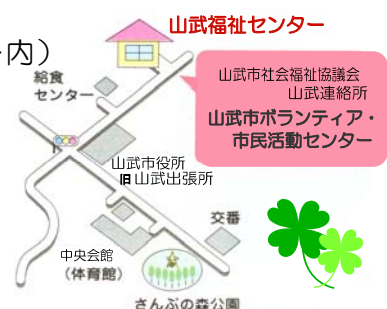 山武福祉センター
内）
給食
センター
山武市社会福祉協議会
山武連絡所
山武市ボランティア・
市民活動センター
山武市役所
旧山武出張所
交番
中央会館
（体育館）
さんぶの森公園